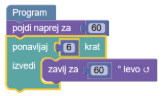 Program
pojdi naprej za 60
ponavljaj 6 krat
izvedi zavij za 60 ° levo ↺